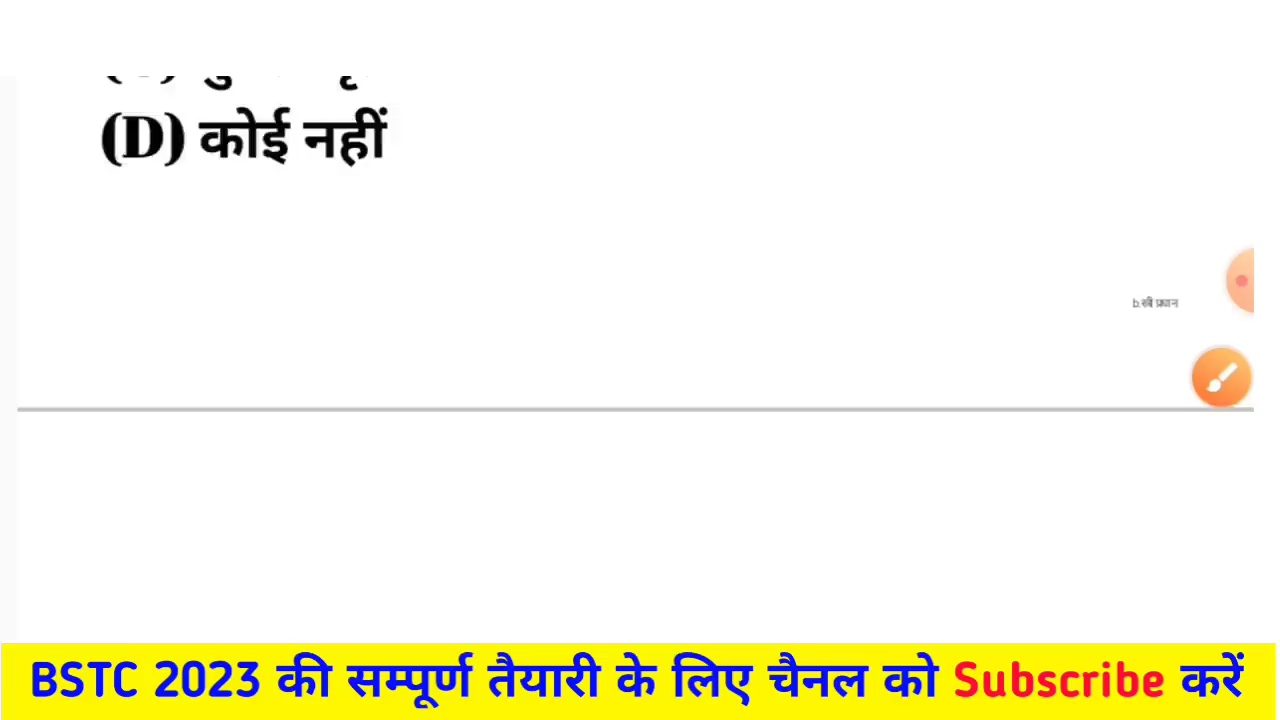 (D) कोई नहीं
BSTC 2023 की सम्पूर्ण तैयारी के लिए चैनल को Subscribe करें